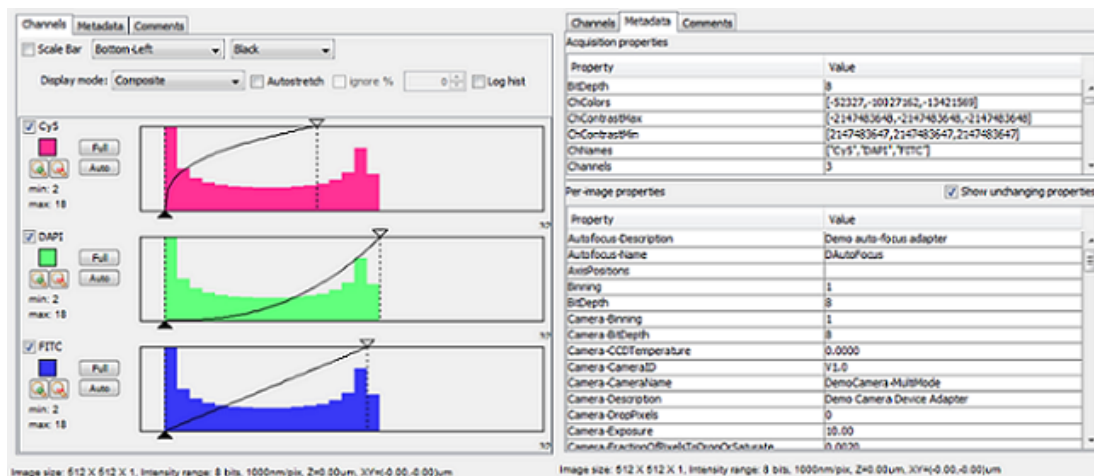 Channels Metadata Comments
Scale Bar Bottom-Left Black
Display mode: Composite Autostretch ignore % 0 Log hist
Cy5
Full
Auto
min: 2
max: 18
DAPI
Full
Auto
min: 2
max: 18
FITC
Full
Auto
min: 2
max: 18
Image size: 512 X 512 X 1, Intensity range: 8 bits, 1000nm/pix, Z=0.00um, XY=(-0.00,-0.00)um
Channels Metadata Comments
Acquisition properties
Property Value
BitDepth 8
ChColors [-52327,-10027162,-13421569]
ChContrastMax [-2147483648,-2147483648,-2147483648]
ChContrastMin [2147483647,2147483647,2147483647]
ChNames ["Cy5","DAPI","FITC"]
Channels 3
Per-image properties Show unchanging properties
Property Value
Autofocus-Description Demo auto-focus adapter
Autofocus-Name DAutoFocus
AxisPositions
Binning 1
BitDepth 8
Camera-Binning 1
Camera-BitDepth 8
Camera-CCDTemperature 0.0000
Camera-CameraID V1.0
Camera-CameraName DemoCamera-MultiMode
Camera-Description Demo Camera Device Adapter
Camera-DropPixels 0
Camera-Exposure 10.00
Camera-FractionOfPixelsToDropOrSaturate 0.0020
Image size: 512 X 512 X 1, Intensity range: 8 bits, 1000nm/pix, Z=0.00um, XY=(-0.00,-0.00)um